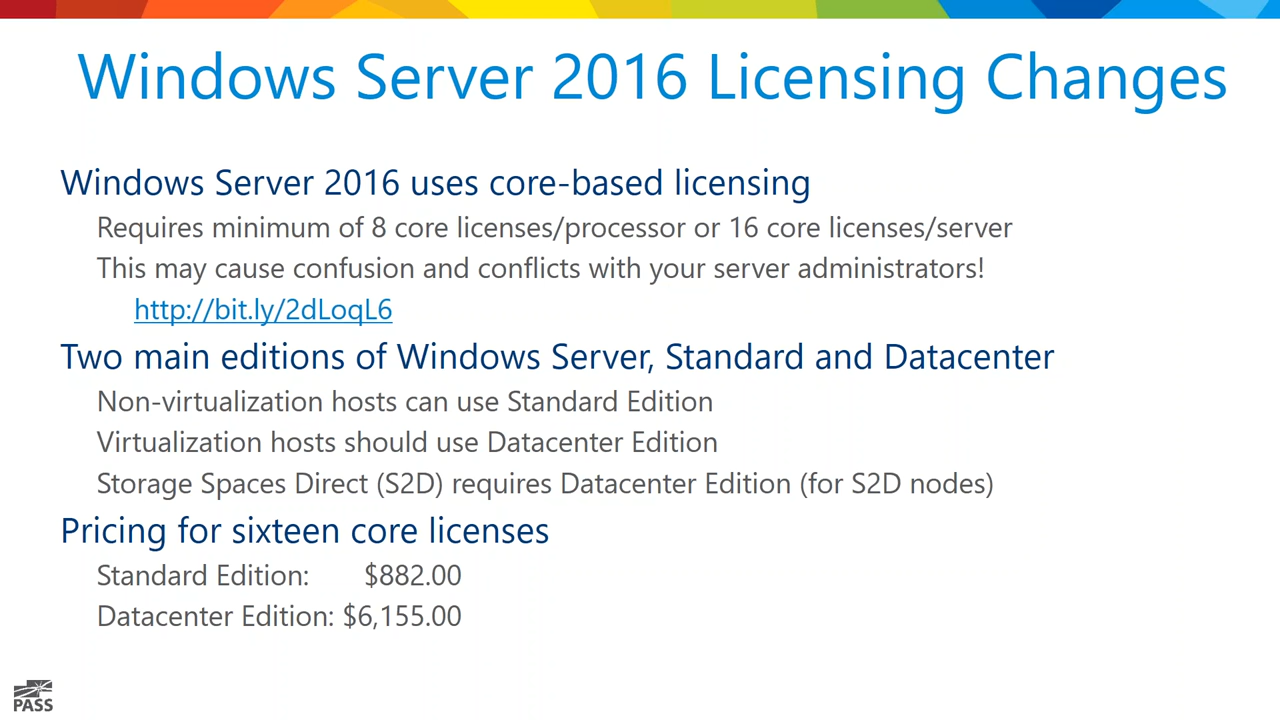 Windows Server 2016 Licensing Changes
Windows Server 2016 uses core-based licensing
Requires minimum of 8 core licenses/processor or 16 core licenses/server
This may cause confusion and conflicts with your server administrators!
http://bit.ly/2dLoqL6
Two main editions of Windows Server, Standard and Datacenter
Non-virtualization hosts can use Standard Edition
Virtualization hosts should use Datacenter Edition
Storage Spaces Direct (S2D) requires Datacenter Edition (for S2D nodes)
Pricing for sixteen core licenses
Standard Edition: $882.00
Datacenter Edition: $6,155.00
PASS